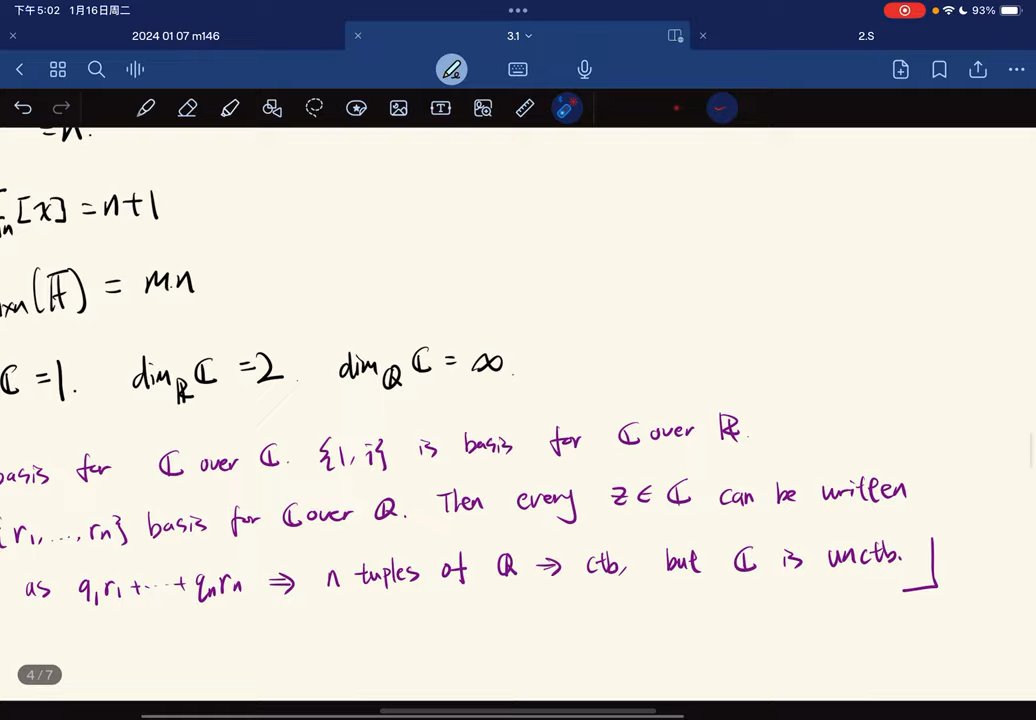 下午5:02 1月16日周二
93%
2024 01 07 m146
3.1
2.S
= n.
[x] = n+1
(𝔽) = m.n
ℂ = 1. dim_ℝ ℂ = 2. dim_ℚ ℂ = ∞.
basis for ℂ over ℂ. {1, i} is basis for ℂ over ℝ.
{r₁, ..., rₙ} basis for ℂ over ℚ. Then every z ∈ ℂ can be written
as q₁r₁ + ... + qₙrₙ ⇒ n tuples of ℚ ⇒ ctb, but ℂ is unctb.
4 / 7